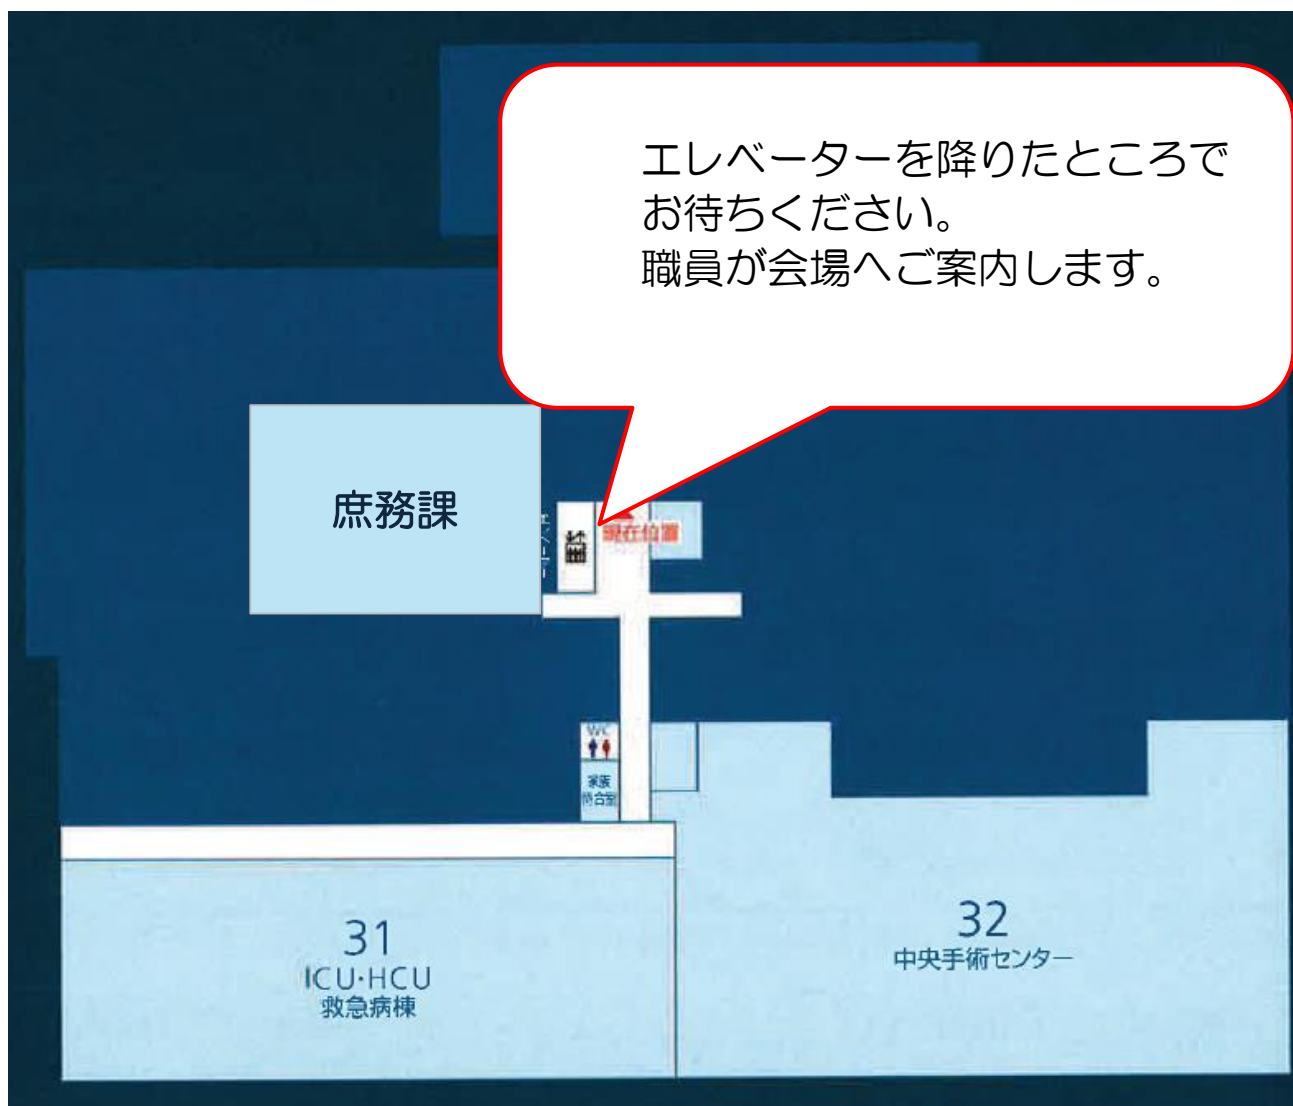 エレベーターを降りたところで
お待ちください。
職員が会場へご案内します。
庶務課
現在位置
WC
家族
待合室
31
ICU・HCU
救急病棟
32
中央手術センター